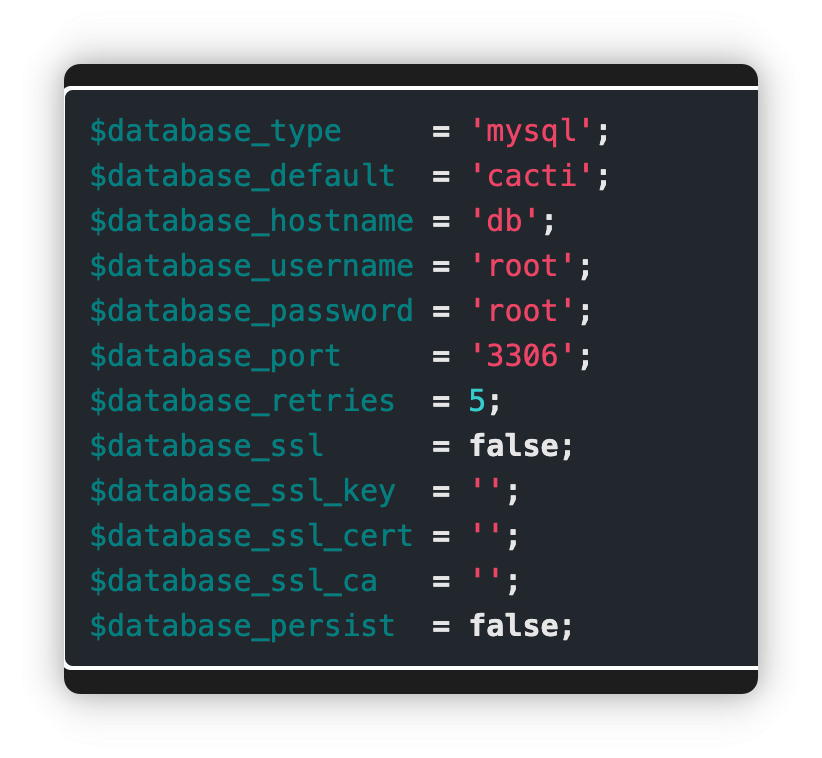 $database_type     = 'mysql';
$database_default  = 'cacti';
$database_hostname = 'db';
$database_username = 'root';
$database_password = 'root';
$database_port     = '3306';
$database_retries  = 5;
$database_ssl      = false;
$database_ssl_key  = '';
$database_ssl_cert = '';
$database_ssl_ca   = '';
$database_persist  = false;